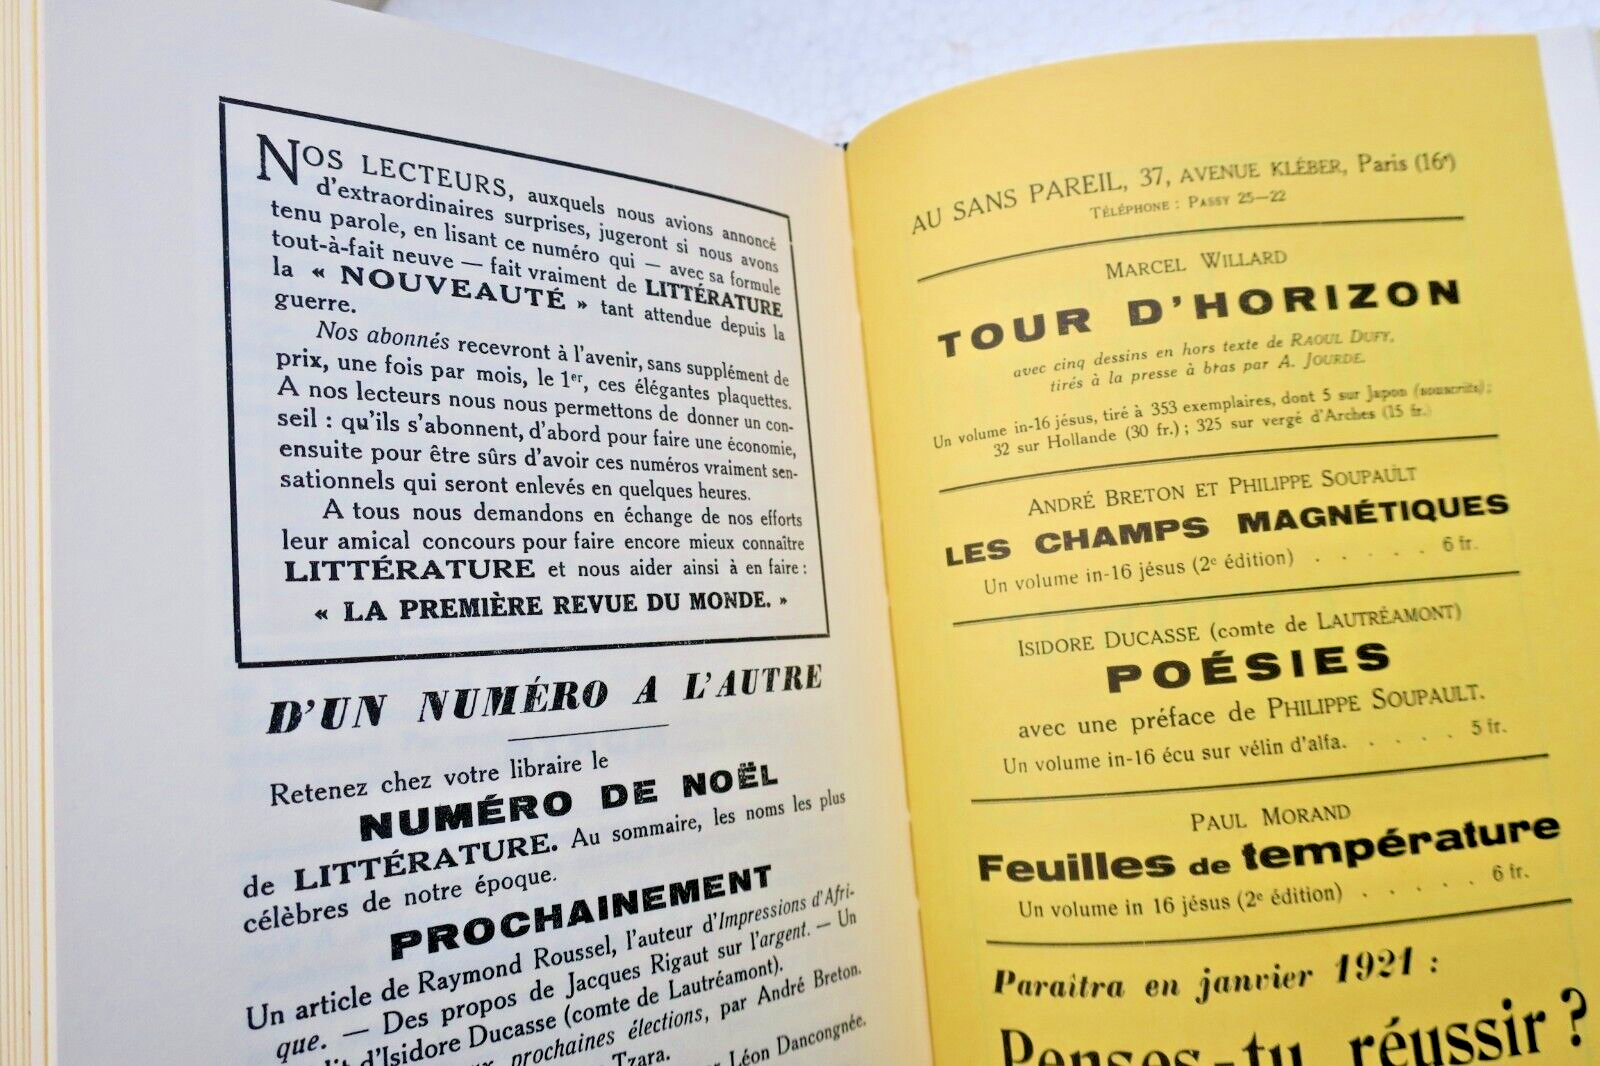 NOS LECTEURS, auxquels nous avions annoncé
d'extraordinaires surprises, jugeront si nous avons
tenu parole, en lisant ce numéro qui — avec sa formule
tout-à-fait neuve — fait vraiment de LITTÉRATURE
la « NOUVEAUTÉ » tant attendue depuis la
guerre.
Nos abonnés recevront à l'avenir, sans supplément de
prix, une fois par mois, le 1er, ces élégantes plaquettes.
A nos lecteurs nous nous permettons de donner un con-
seil : qu'ils s'abonnent, d'abord pour faire une économie,
ensuite pour être sûrs d'avoir ces numéros vraiment sen-
sationnels qui seront enlevés en quelques heures.
A tous nous demandons en échange de nos efforts
leur amical concours pour faire encore mieux connaître
LITTÉRATURE et nous aider ainsi à en faire :
« LA PREMIÈRE REVUE DU MONDE. »
D'UN NUMÉRO A L'AUTRE
Retenez chez votre libraire le
NUMÉRO DE NOËL
de LITTÉRATURE. Au sommaire, les noms les plus
célèbres de notre époque.
PROCHAINEMENT
Un article de Raymond Roussel, l'auteur d'Impressions d'Afri-
que. — Des propos de Jacques Rigaut sur l'argent. — Un
d'Isidore Ducasse (comte de Lautréamont).
prochaines élections, par André Breton.
Tzara.
Léon Dancongnée.
AU SANS PAREIL, 37, AVENUE KLÉBER, Paris (16e)
TÉLÉPHONE : PASSY 25—22
MARCEL WILLARD
TOUR D'HORIZON
avec cinq dessins en hors texte de RAOUL DUFY,
tirés à la presse à bras par A. JOURDE.
Un volume in-16 jésus, tiré à 353 exemplaires, dont 5 sur Japon (souscrits) ;
32 sur Hollande (30 fr.) ; 325 sur vergé d'Arches (15 fr.)
ANDRÉ BRETON ET PHILIPPE SOUPAULT
LES CHAMPS MAGNÉTIQUES
Un volume in-16 jésus (2e édition) . . . . . 6 fr.
ISIDORE DUCASSE (comte de LAUTRÉAMONT)
POÉSIES
avec une préface de PHILIPPE SOUPAULT.
Un volume in-16 écu sur vélin d'alfa. . . . . 5 fr.
PAUL MORAND
Feuilles de température
Un volume in 16 jésus (2e édition) . . . . . 6 fr.
Paraîtra en janvier 1921 :
Penses-tu réussir ?